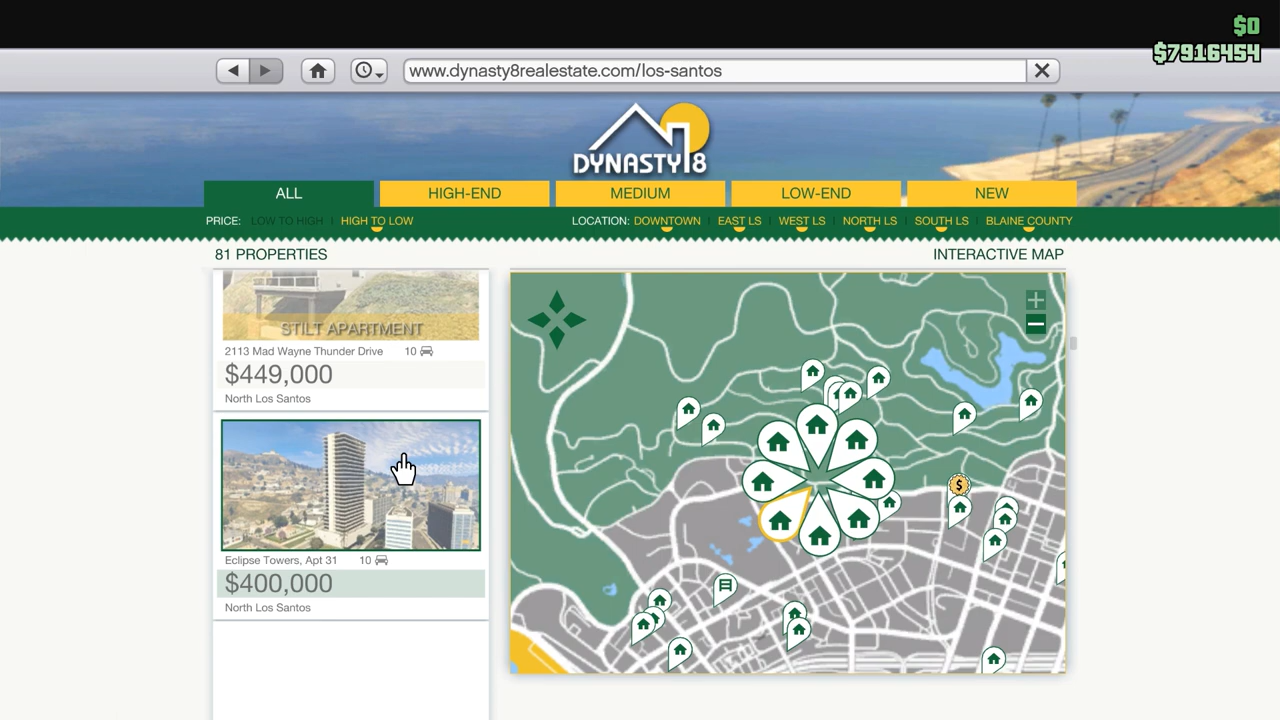 $0
$7916454
www.dynasty8realestate.com/los-santos
DYNASTY 8
ALL
HIGH-END
MEDIUM
LOW-END
NEW
PRICE: LOW TO HIGH | HIGH TO LOW
LOCATION: DOWNTOWN | EAST LS | WEST LS | NORTH LS | SOUTH LS | BLAINE COUNTY
81 PROPERTIES
INTERACTIVE MAP
STILT APARTMENT
2113 Mad Wayne Thunder Drive 10
$449,000
North Los Santos
Eclipse Towers, Apt 31 10
$400,000
North Los Santos
$